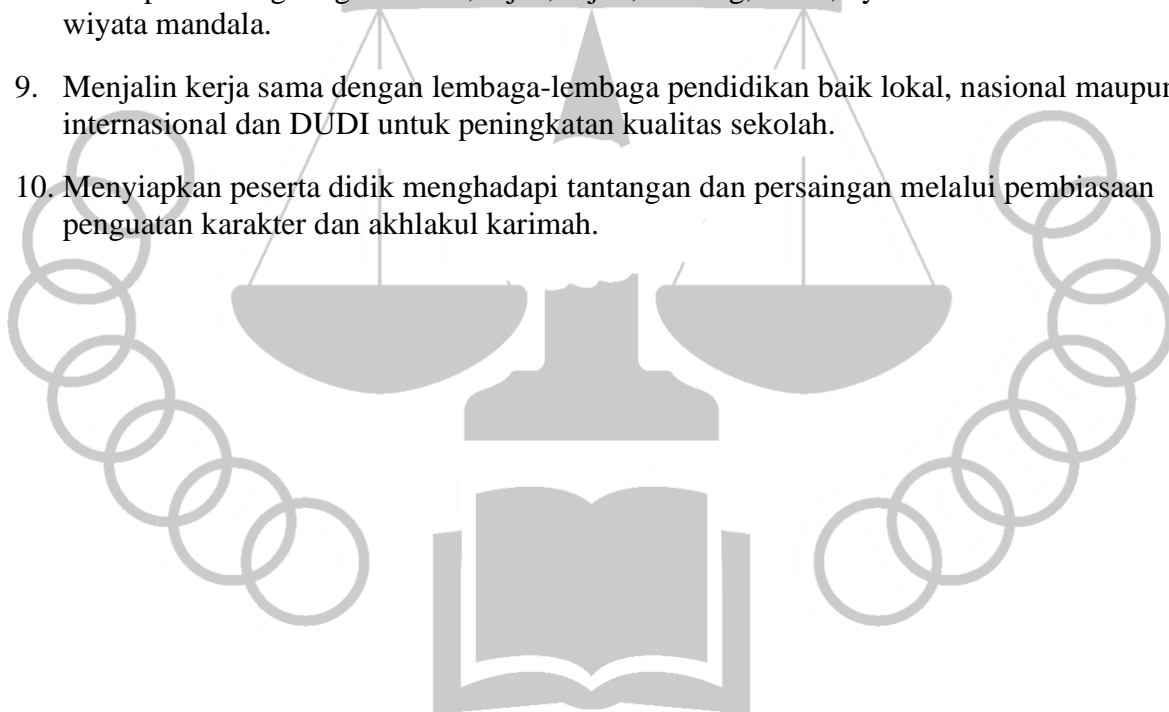 wiyata mandala.
9. Menjalin kerja sama dengan lembaga-lembaga pendidikan baik lokal, nasional maupun
internasional dan DUDI untuk peningkatan kualitas sekolah.
10. Menyiapkan peserta didik menghadapi tantangan dan persaingan melalui pembiasaan
penguatan karakter dan akhlakul karimah.